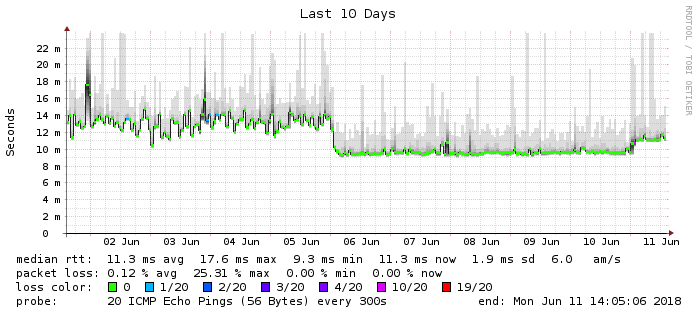 Last 10 Days
RRDTOOL / TOBI OETIKER
Seconds
22 m
20 m
18 m
16 m
14 m
12 m
10 m
8 m
6 m
4 m
2 m
0
02 Jun 03 Jun 04 Jun 05 Jun 06 Jun 07 Jun 08 Jun 09 Jun 10 Jun 11 Jun
median rtt: 11.3 ms avg 17.6 ms max 9.3 ms min 11.3 ms now 1.9 ms sd 6.0 am/s
packet loss: 0.12 % avg 25.31 % max 0.00 % min 0.00 % now
loss color: 0 1/20 2/20 3/20 4/20 10/20 19/20
probe: 20 ICMP Echo Pings (56 Bytes) every 300s end: Mon Jun 11 14:05:06 2018